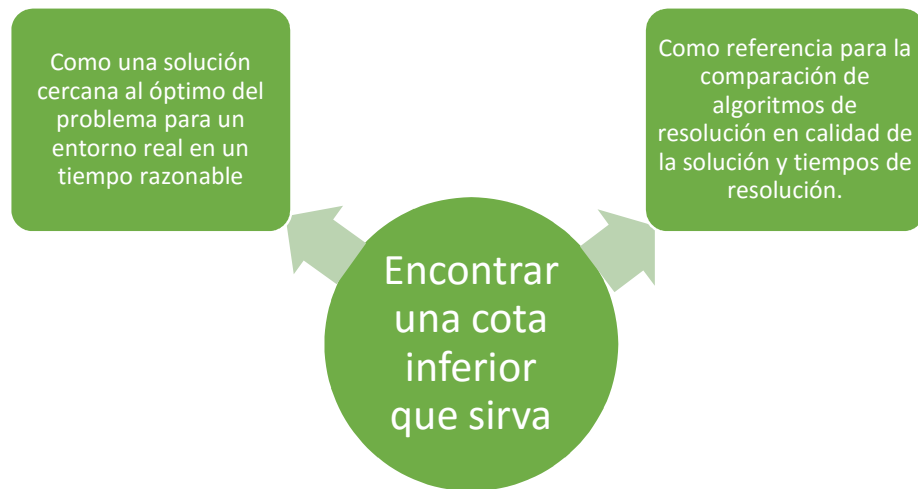 Como una solución
cercana al óptimo del
problema para un
entorno real en un
tiempo razonable
Como referencia para la
comparación de
algoritmos de
resolución en calidad de
la solución y tiempos de
resolución.
Encontrar
una cota
inferior
que sirva